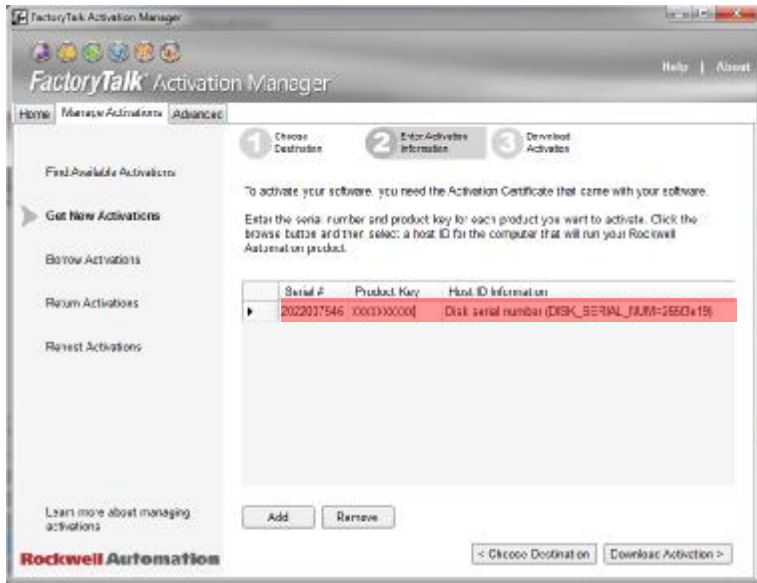 FactoryTalk Activation Manager
FactoryTalk Activation Manager
Help | About
Home Manage Activations Advanced
1 Choose Destination
2 Enter Activation Information
3 Download Activation
Find Available Activations
Get New Activations
Borrow Activations
Return Activations
Rehost Activations
To activate your software, you need the Activation Certificate that came with your software.
Enter the serial number and product key for each product you want to activate. Click the
browse button and then select a host ID for the computer that will run your Rockwell
Automation product.
Serial # Product Key Host ID Information
2022037546 XXXXXXXXXX Disk serial number
Learn more about managing
activations
Add Remove
Rockwell Automation
< Choose Destination Download Activation >